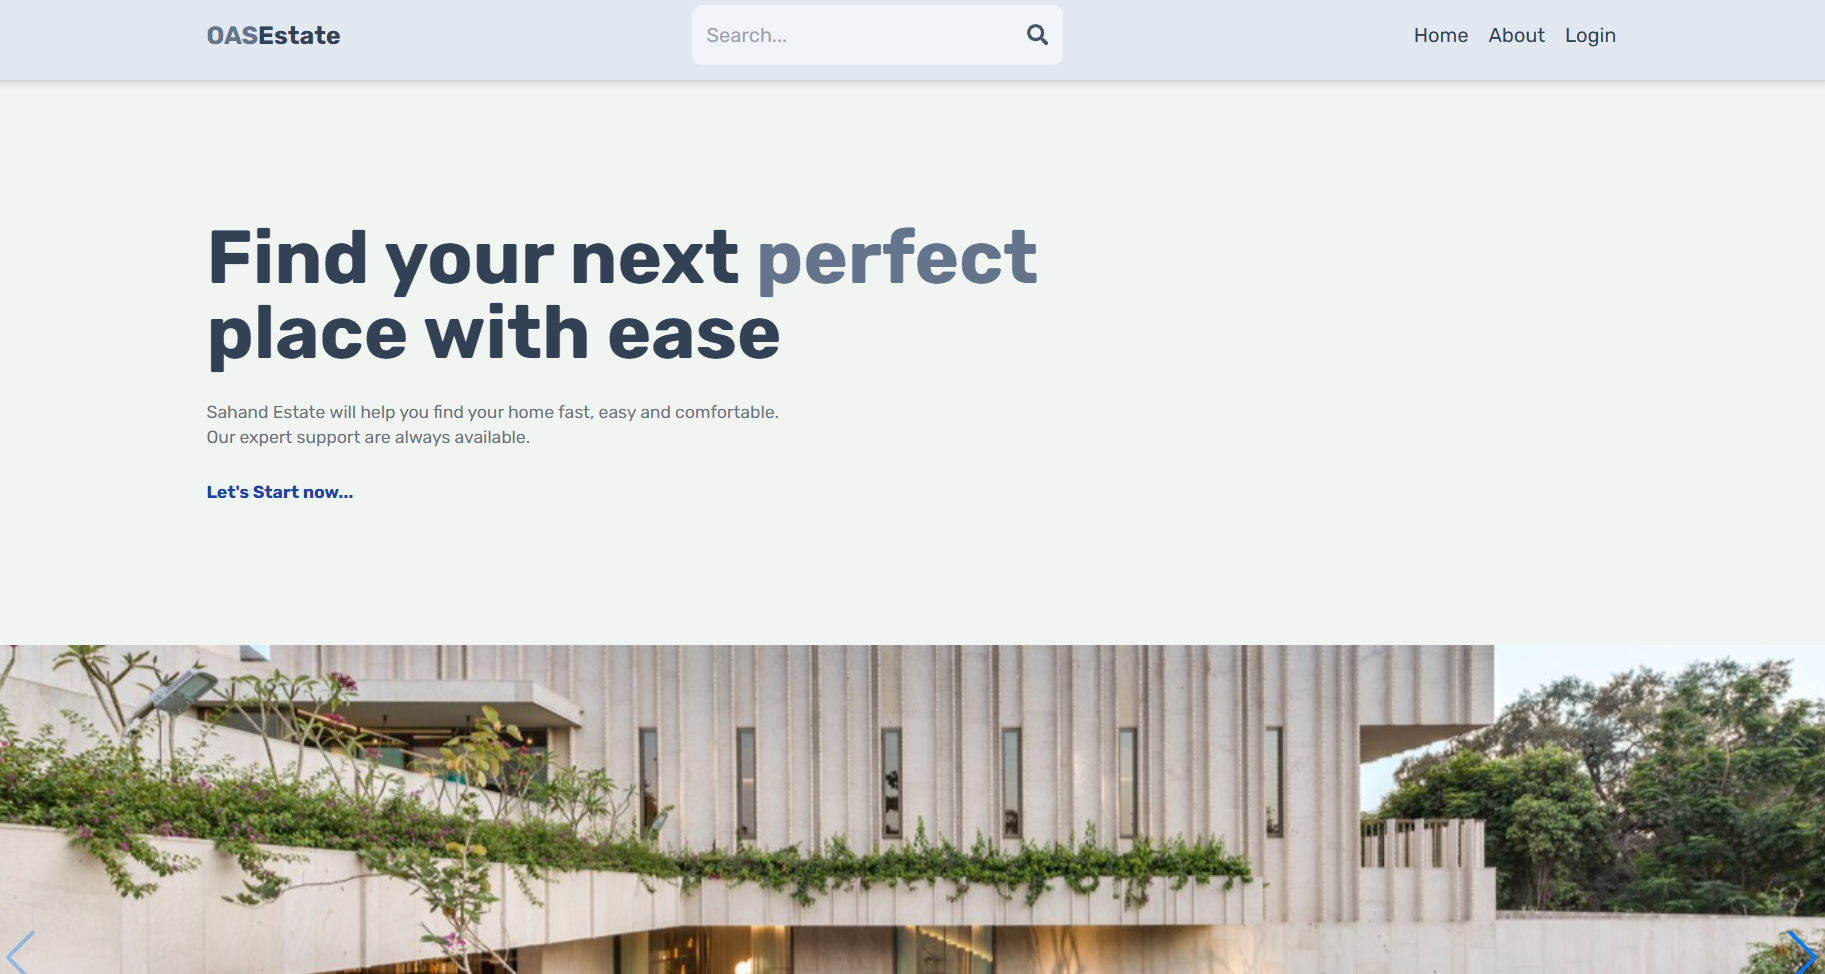 OASEstate
Search...
Home About Login
Find your next perfect
place with ease
Sahand Estate will help you find your home fast, easy and comfortable.
Our expert support are always available.
Let's Start now...